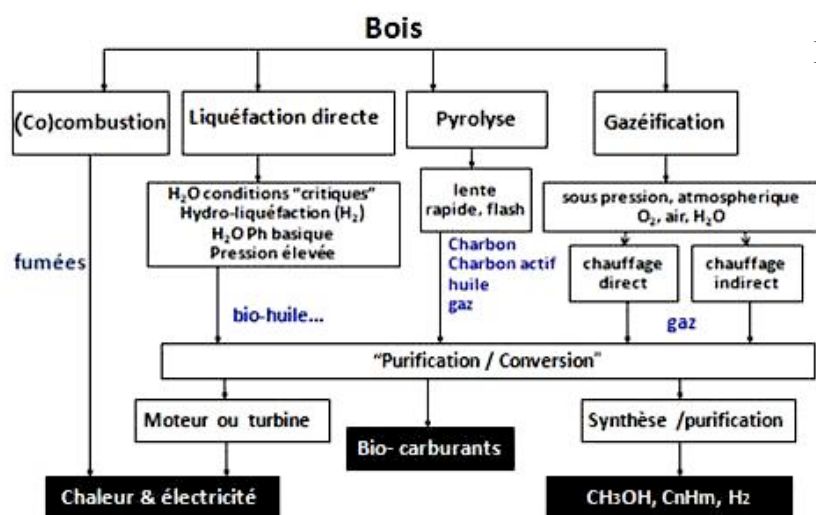 Bois
(Co)combustion
Liquéfaction directe
Pyrolyse
Gazéification
H₂O conditions "critiques"
Hydro-liquéfaction (H₂)
H₂O Ph basique
Pression élevée
lente
rapide, flash
sous pression, atmospherique
O₂, air, H₂O
fumées
Charbon
Charbon actif
huile
gaz
chauffage
direct
chauffage
indirect
bio-huile...
gaz
"Purification / Conversion"
Moteur ou turbine
Bio- carburants
Synthèse /purification
Chaleur & électricité
CH3OH, CnHm, H2